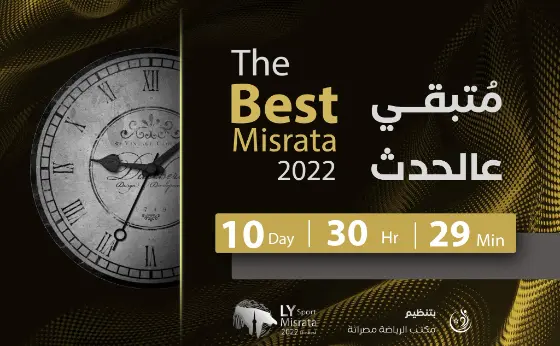 The
Best
Misrata
2022
مُتبقــي
عالحدث
10 Day | 30 Hr | 29 Min
LY Sport
Misrata
2022
بتنظيم
مكتب الرياضة مصراتة